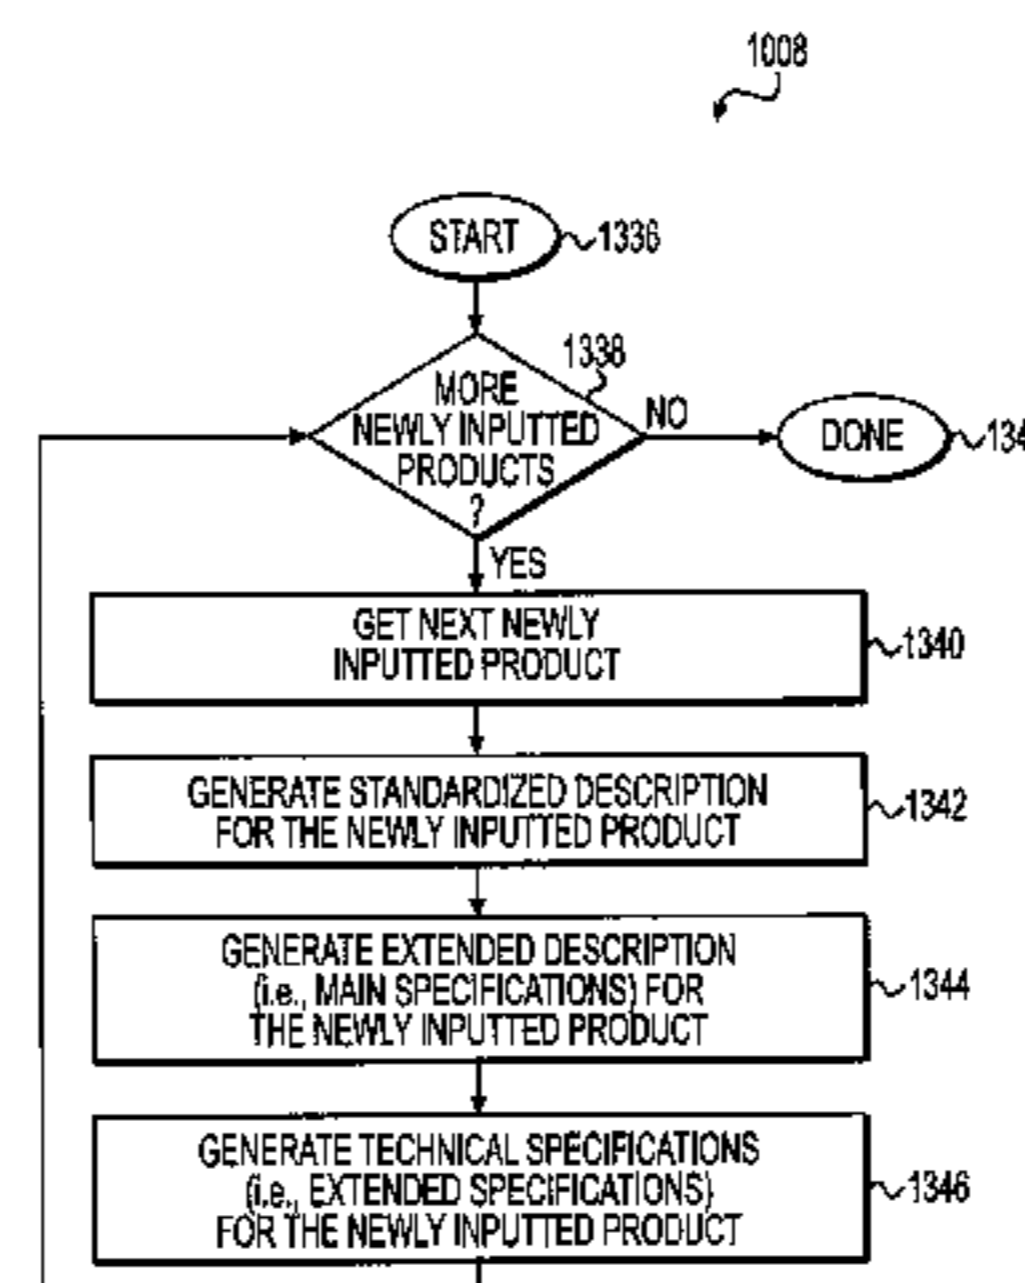 1008
START
1336
1338
MORE
NEWLY INPUTTED
PRODUCTS
?
NO
DONE
YES
GET NEXT NEWLY
INPUTTED PRODUCT
1340
GENERATE STANDARDIZED DESCRIPTION
FOR THE NEWLY INPUTTED PRODUCT
1342
GENERATE EXTENDED DESCRIPTION
(i.e., MAIN SPECIFICATIONS) FOR
THE NEWLY INPUTTED PRODUCT
1344
GENERATE TECHNICAL SPECIFICATIONS
(i.e., EXTENDED SPECIFICATIONS)
FOR THE NEWLY INPUTTED PRODUCT
1346